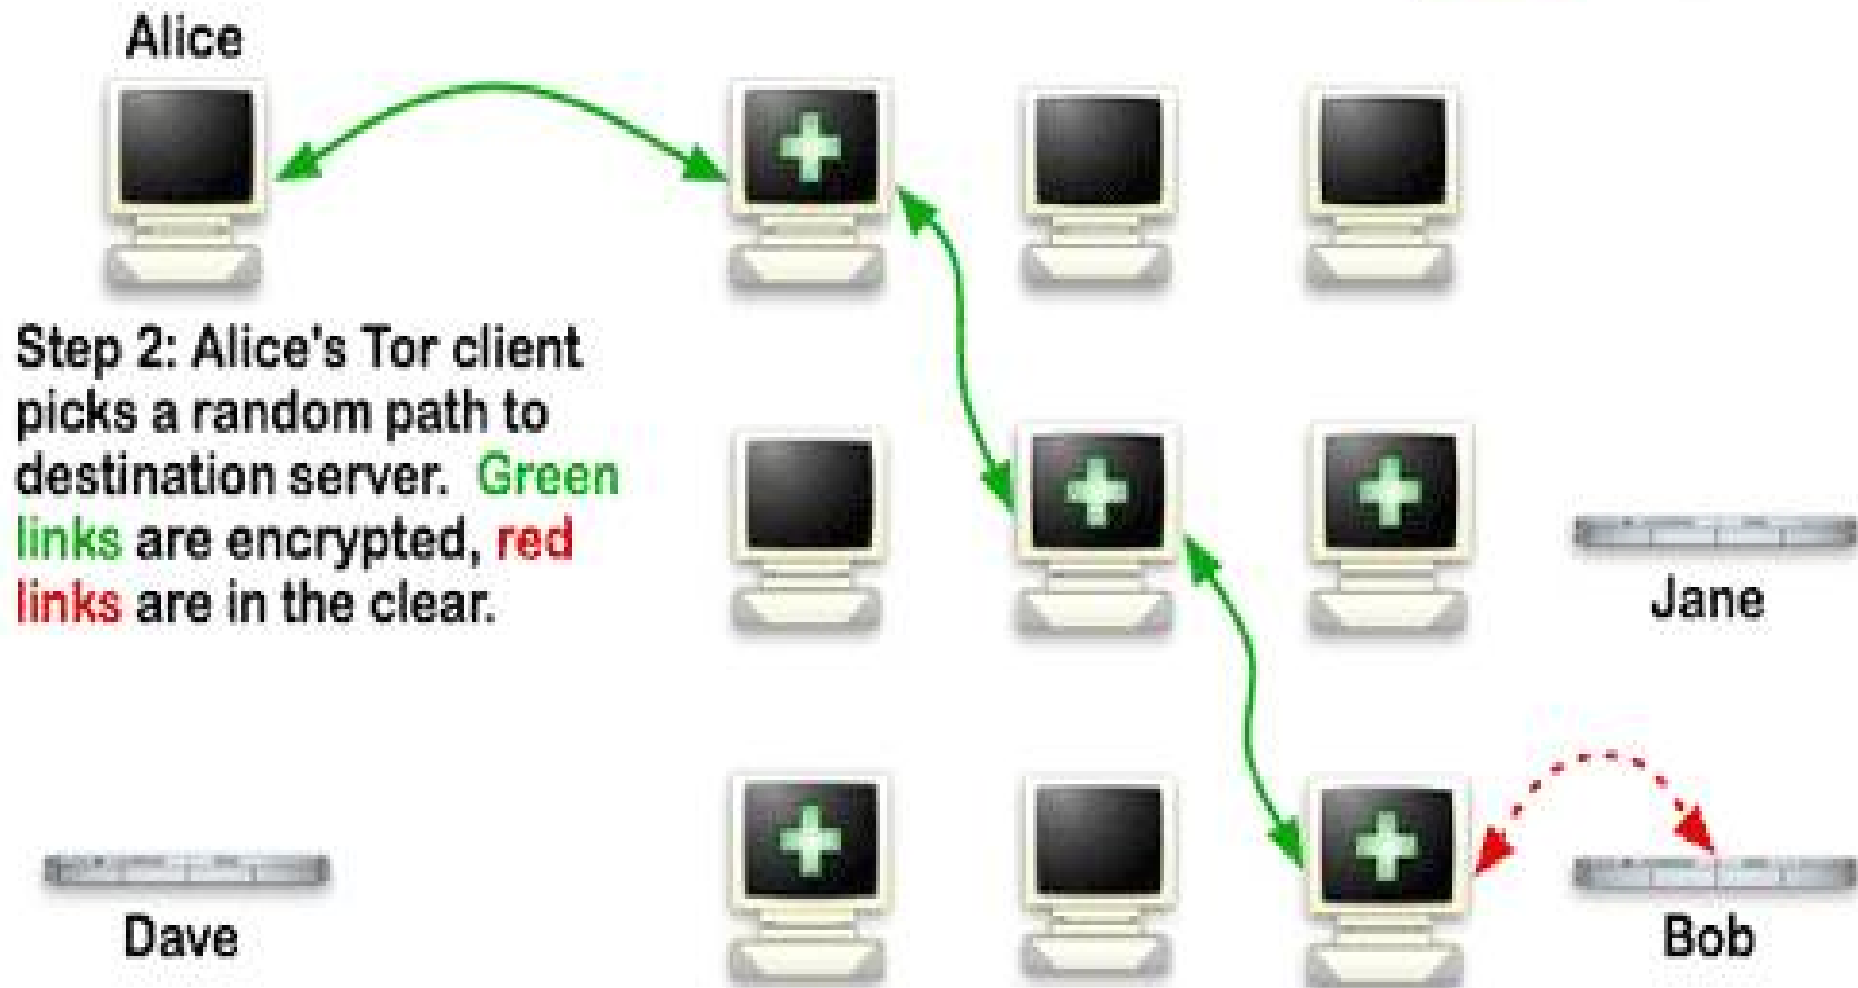 Alice
Step 2: Alice's Tor client
picks a random path to
destination server. Green
links are encrypted, red
links are in the clear.
Jane
Dave
Bob